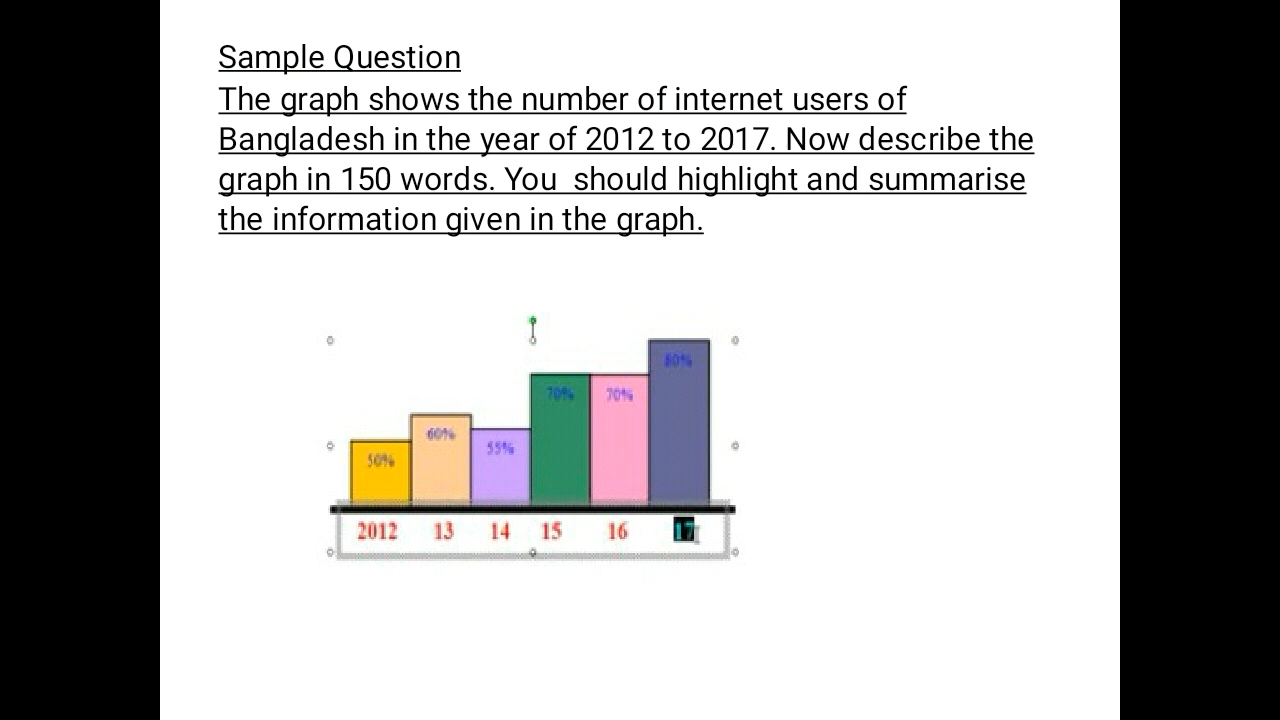 Sample Question
The graph shows the number of internet users of
Bangladesh in the year of 2012 to 2017. Now describe the
graph in 150 words. You  should highlight and summarise
the information given in the graph.
80%
70% 70%
60%
55%
50%
2012 13 14 15 16 17